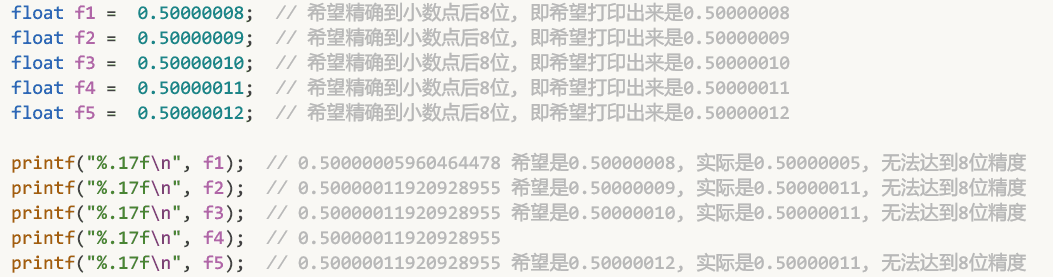 float f1 =  0.50000008;  // 希望精确到小数点后8位, 即希望打印出来是0.50000008
float f2 =  0.50000009;  // 希望精确到小数点后8位, 即希望打印出来是0.50000009
float f3 =  0.50000010;  // 希望精确到小数点后8位, 即希望打印出来是0.50000010
float f4 =  0.50000011;  // 希望精确到小数点后8位, 即希望打印出来是0.50000011
float f5 =  0.50000012;  // 希望精确到小数点后8位, 即希望打印出来是0.50000012
printf("%.17f\n", f1);  // 0.50000005960464478 希望是0.50000008, 实际是0.50000005, 无法达到8位精度
printf("%.17f\n", f2);  // 0.50000011920928955 希望是0.50000009, 实际是0.50000011, 无法达到8位精度
printf("%.17f\n", f3);  // 0.50000011920928955 希望是0.50000010, 实际是0.50000011, 无法达到8位精度
printf("%.17f\n", f4);  // 0.50000011920928955
printf("%.17f\n", f5);  // 0.50000011920928955 希望是0.50000012, 实际是0.50000011, 无法达到8位精度